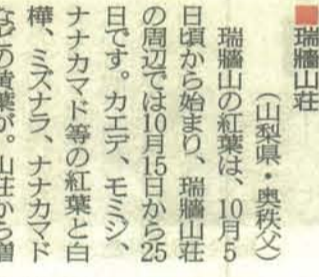 ■瑞牆山荘
（山梨県・奥秩父）
瑞牆山の紅葉は、10月5
日頃から始まり、瑞牆山荘
の周辺では10月15日から25
日です。カエデ、モミジ、
ナナカマド等の紅葉と白
樺、ミズナラ、ナナカマド
などの黄葉が。山荘から瑠